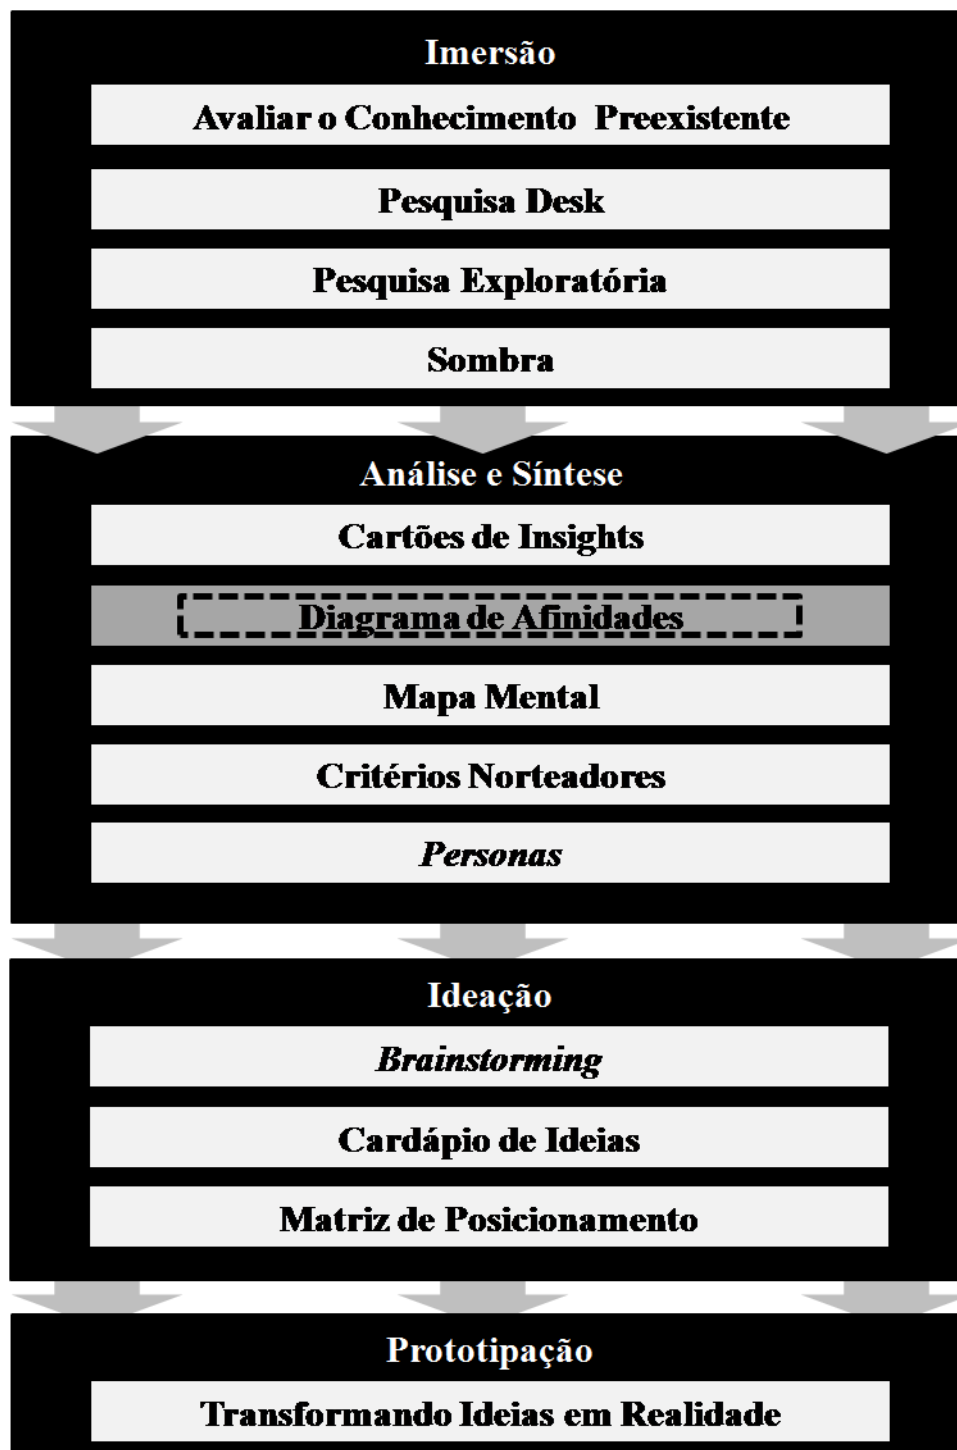 Imersão
Avaliar o Conhecimento Preexistente
Pesquisa Desk
Pesquisa Exploratória
Sombra
Análise e Síntese
Cartões de Insights
Diagrama de Afinidades
Mapa Mental
Critérios Norteadores
Personas
Ideação
Brainstorming
Cardápio de Ideias
Matriz de Posicionamento
Prototipação
Transformando Ideias em Realidade